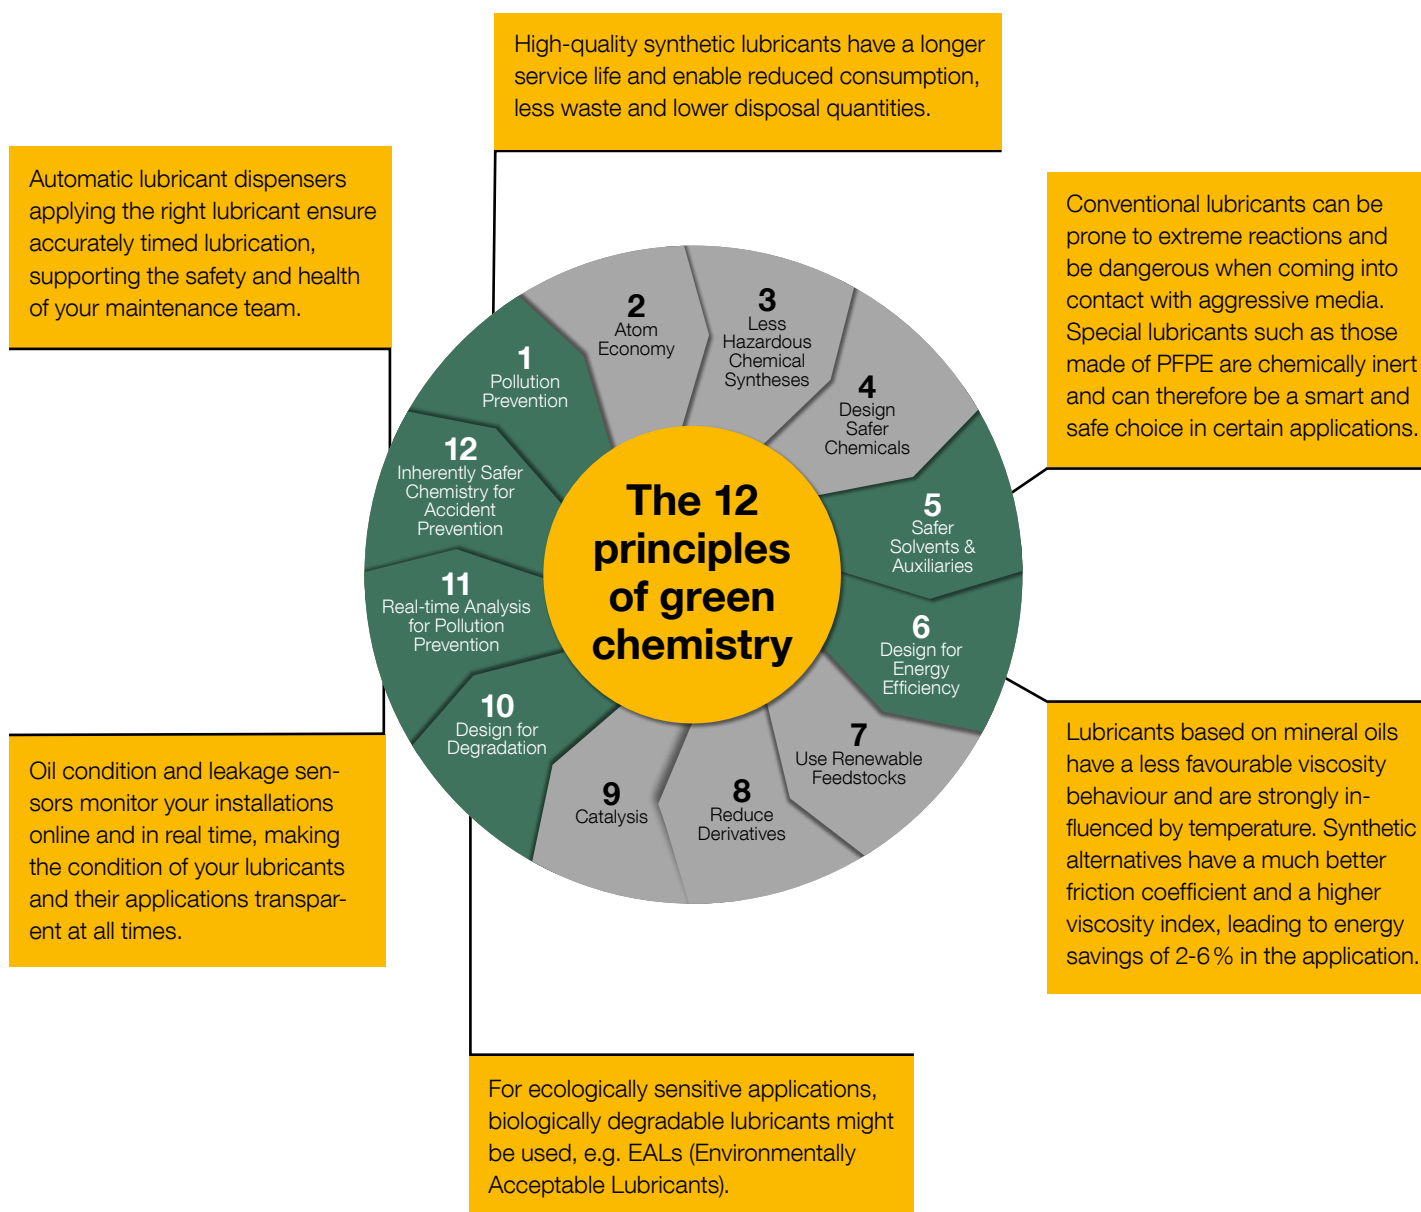 High-quality synthetic lubricants have a longer
service life and enable reduced consumption,
less waste and lower disposal quantities.
Automatic lubricant dispensers
applying the right lubricant ensure
accurately timed lubrication,
supporting the safety and health
of your maintenance team.
Conventional lubricants can be
prone to extreme reactions and
be dangerous when coming into
contact with aggressive media.
Special lubricants such as those
made of PFPE are chemically inert
and can therefore be a smart and
safe choice in certain applications.
The 12
principles
of green
chemistry
1
Pollution
Prevention
2
Atom
Economy
3
Less
Hazardous
Chemical
Syntheses
4
Design
Safer
Chemicals
5
Safer
Solvents &
Auxiliaries
6
Design for
Energy
Efficiency
7
Use Renewable
Feedstocks
8
Reduce
Derivatives
9
Catalysis
10
Design for
Degradation
11
Real-time Analysis
for Pollution
Prevention
12
Inherently Safer
Chemistry for
Accident
Prevention
Oil condition and leakage sen-
sors monitor your installations
online and in real time, making
the condition of your lubricants
and their applications transpar-
ent at all times.
Lubricants based on mineral oils
have a less favourable viscosity
behaviour and are strongly in-
fluenced by temperature. Synthetic
alternatives have a much better
friction coefficient and a higher
viscosity index, leading to energy
savings of 2-6 % in the application.
For ecologically sensitive applications,
biologically degradable lubricants might
be used, e.g. EALs (Environmentally
Acceptable Lubricants).